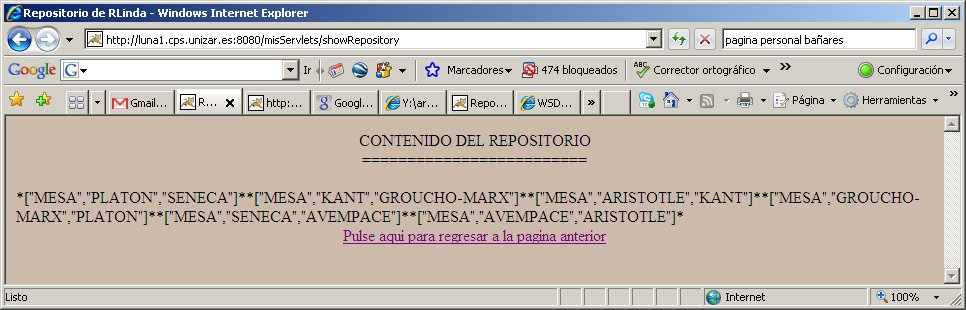 Repositorio de RLinda - Windows Internet Explorer
http://luna1.cps.unizar.es:8080/misServlets/showRepository
pagina personal bañares
Google
G
Ir
Marcadores
474 bloqueados
ABC Corrector ortográfico
»
Configuración
Gmail...
R...
http:...
Googl...
Y:\ar...
Repo...
WSD...
»
Página
Herramientas
»
CONTENIDO DEL REPOSITORIO
=========================
*["MESA","PLATON","SENECA"]**["MESA","KANT","GROUCHO-MARX"]**["MESA","ARISTOTLE","KANT"]**["MESA","GROUCHO-
MARX","PLATON"]**["MESA","SENECA","AVEMPACE"]**["MESA","AVEMPACE","ARISTOTLE"]*
Pulse aqui para regresar a la pagina anterior
Listo
Internet
100%